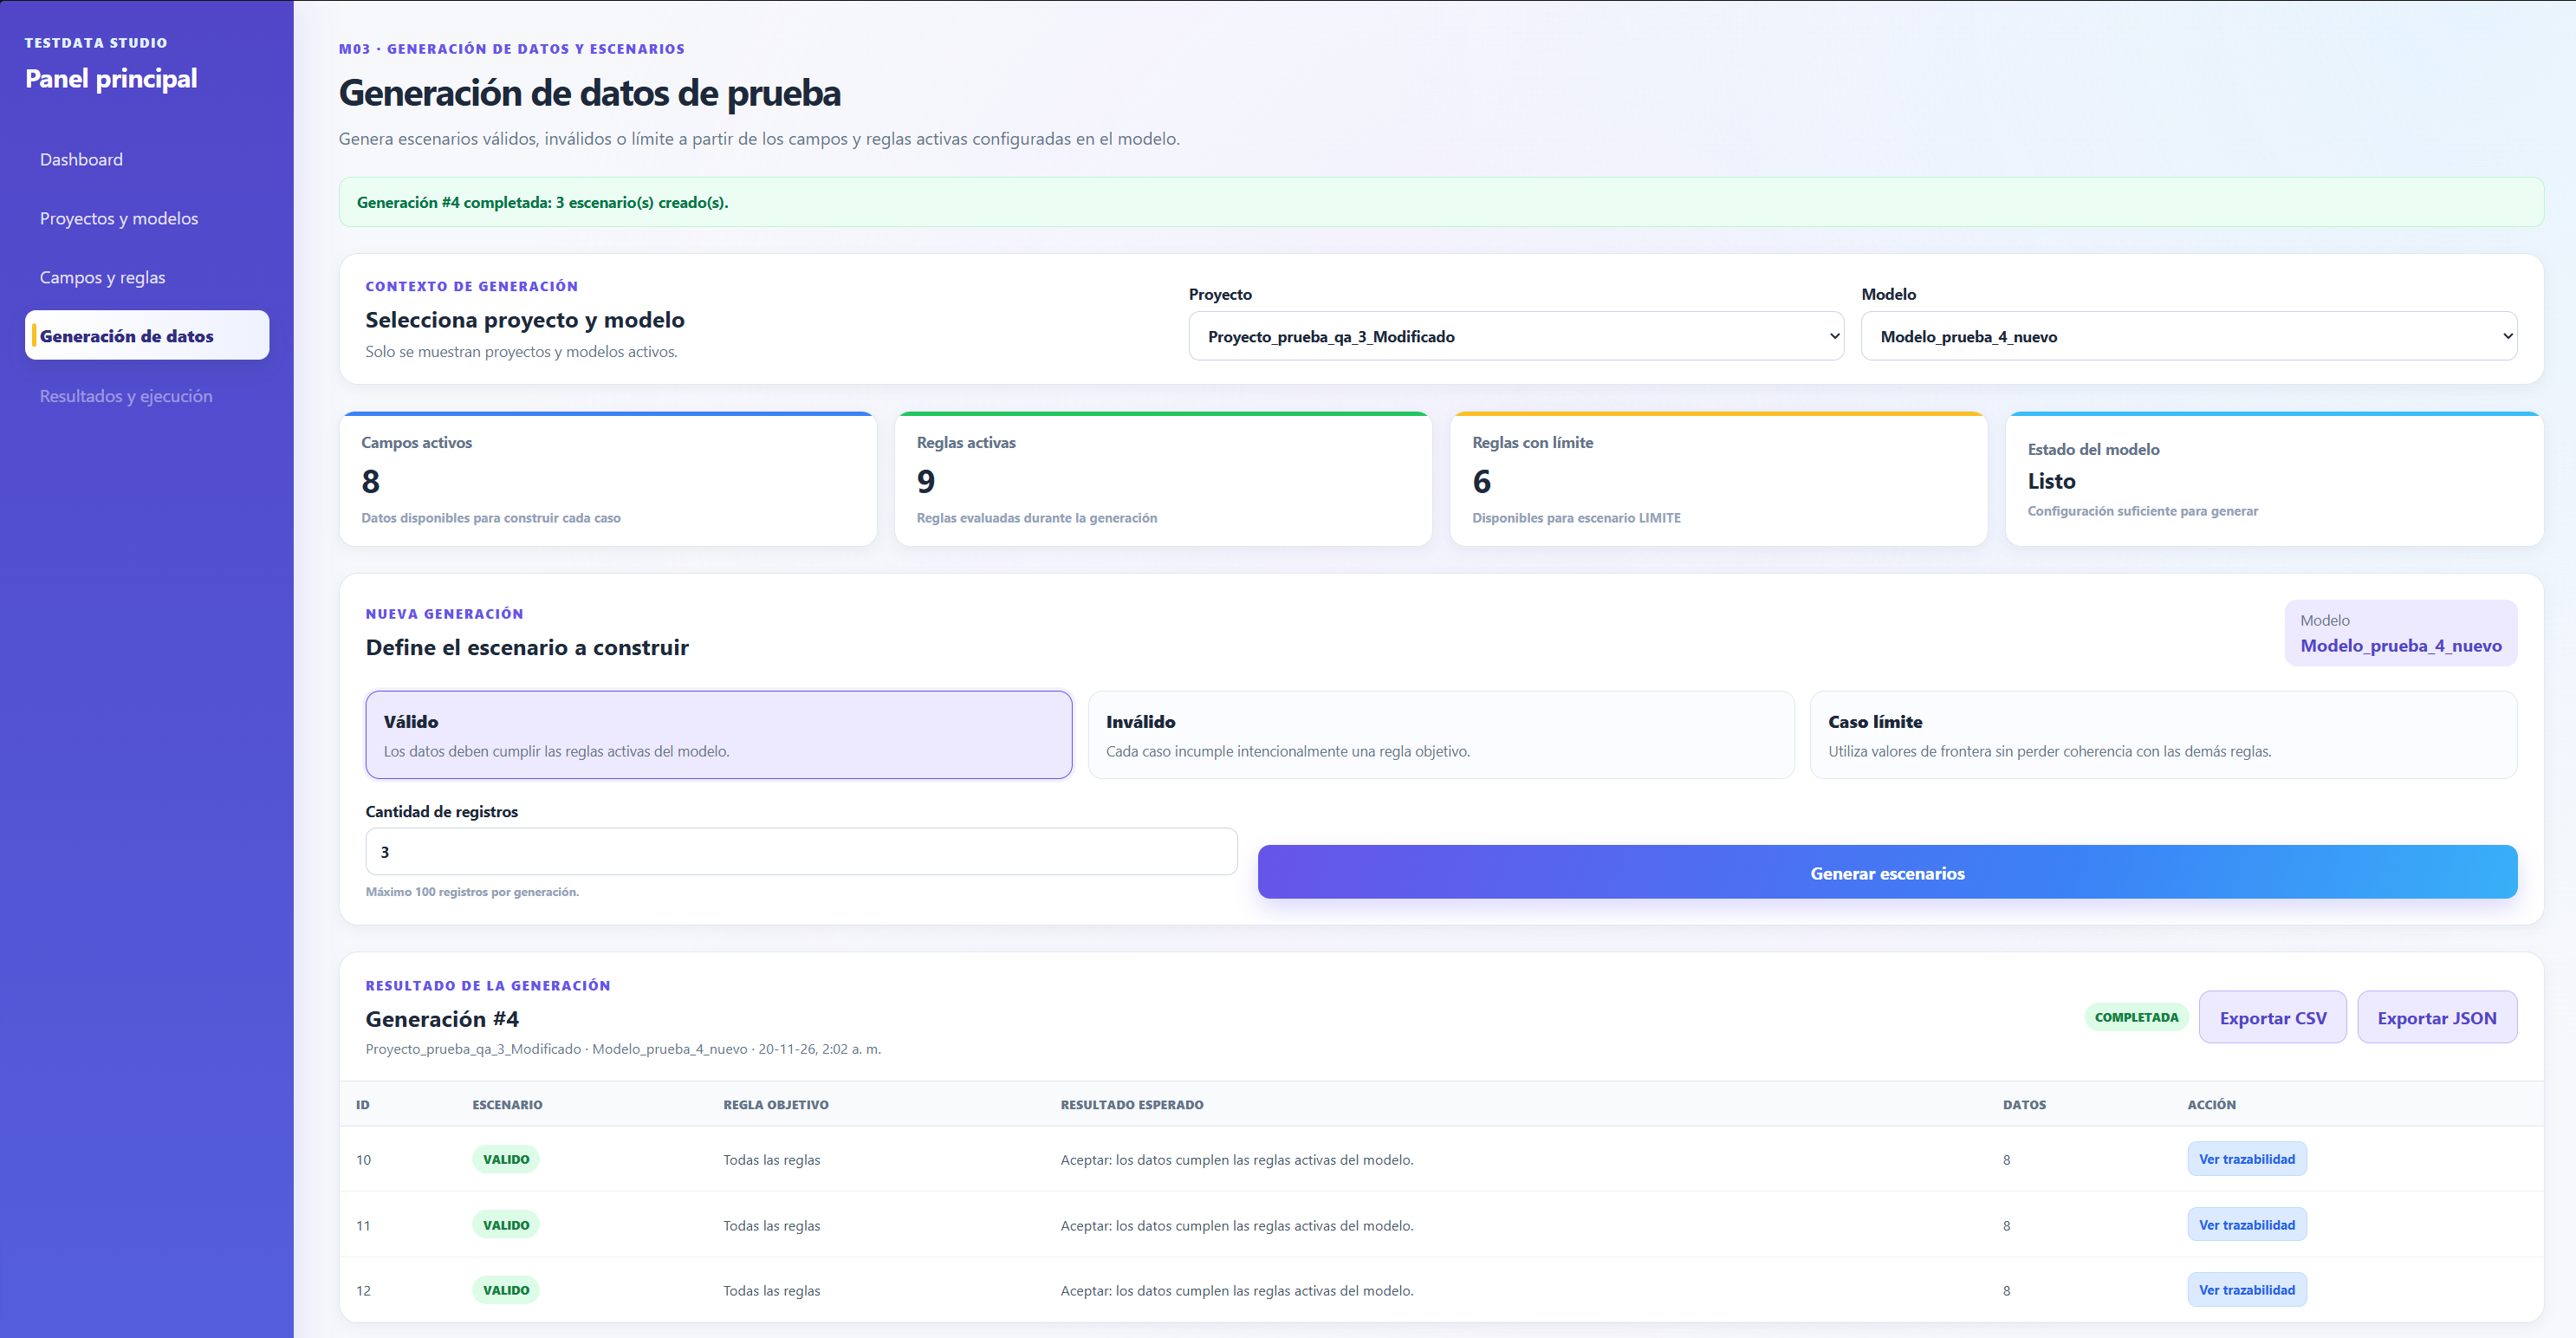 TESTDATA STUDIO
Panel principal
Dashboard
Proyectos y modelos
Campos y reglas
Generación de datos
Resultados y ejecución
M03 · GENERACIÓN DE DATOS Y ESCENARIOS
Generación de datos de prueba
Genera escenarios válidos, inválidos o límite a partir de los campos y reglas activas configuradas en el modelo.
Generación #4 completada: 3 escenario(s) creado(s).
CONTEXTO DE GENERACIÓN
Selecciona proyecto y modelo
Solo se muestran proyectos y modelos activos.
Proyecto
Proyecto_prueba_qa_3_Modificado
Modelo
Modelo_prueba_4_nuevo
Campos activos
8
Datos disponibles para construir cada caso
Reglas activas
9
Reglas evaluadas durante la generación
Reglas con límite
6
Disponibles para escenario LIMITE
Estado del modelo
Listo
Configuración suficiente para generar
NUEVA GENERACIÓN
Define el escenario a construir
Modelo
Modelo_prueba_4_nuevo
Válido
Los datos deben cumplir las reglas activas del modelo.
Inválido
Cada caso incumple intencionalmente una regla objetivo.
Caso límite
Utiliza valores de frontera sin perder coherencia con las demás reglas.
Cantidad de registros
3
Máximo 100 registros por generación.
Generar escenarios
RESULTADO DE LA GENERACIÓN
Generación #4
Proyecto_prueba_qa_3_Modificado · Modelo_prueba_4_nuevo · 20-11-26, 2:02 a. m.
COMPLETADA
Exportar CSV
Exportar JSON
ID ESCENARIO REGLA OBJETIVO RESULTADO ESPERADO DATOS ACCIÓN
10 VALIDO Todas las reglas Aceptar: los datos cumplen las reglas activas del modelo. 8 Ver trazabilidad
11 VALIDO Todas las reglas Aceptar: los datos cumplen las reglas activas del modelo. 8 Ver trazabilidad
12 VALIDO Todas las reglas Aceptar: los datos cumplen las reglas activas del modelo. 8 Ver trazabilidad